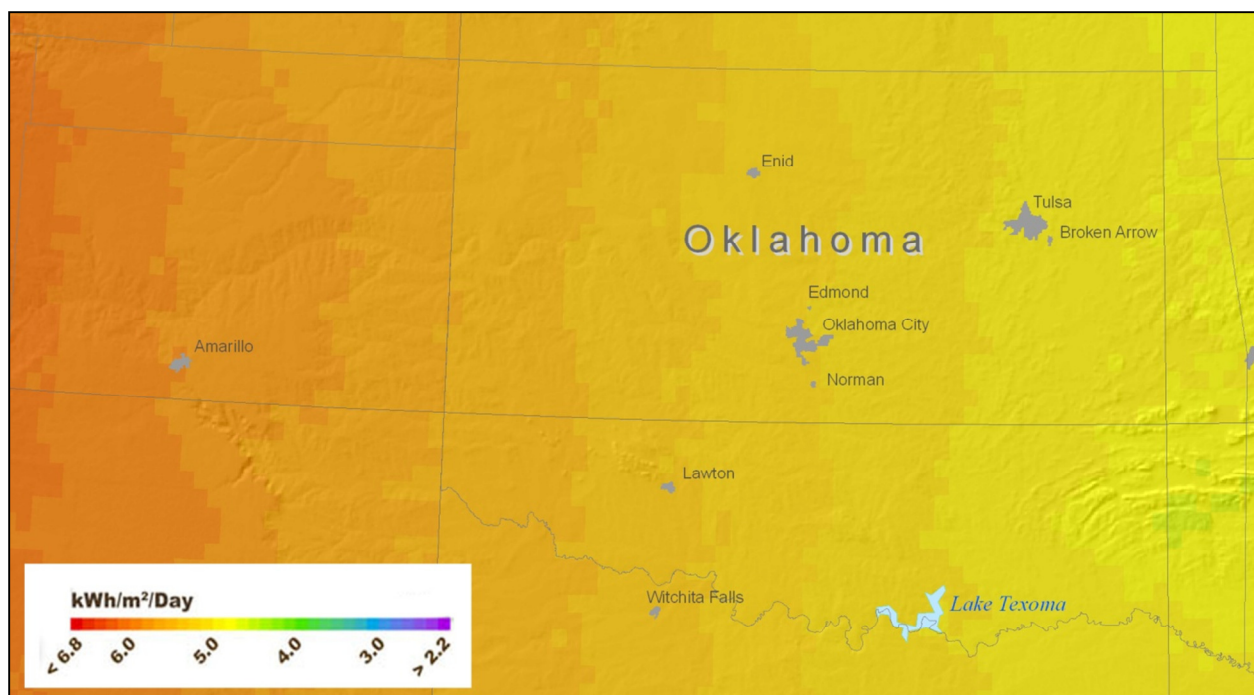 Enid
Tulsa
Broken Arrow
Oklahoma
Edmond
Oklahoma City
Amarillo
Norman
Lawton
kWh/m²/Day
< 6.8 6.0 5.0 4.0 3.0 > 2.2
Witchita Falls
Lake Texoma